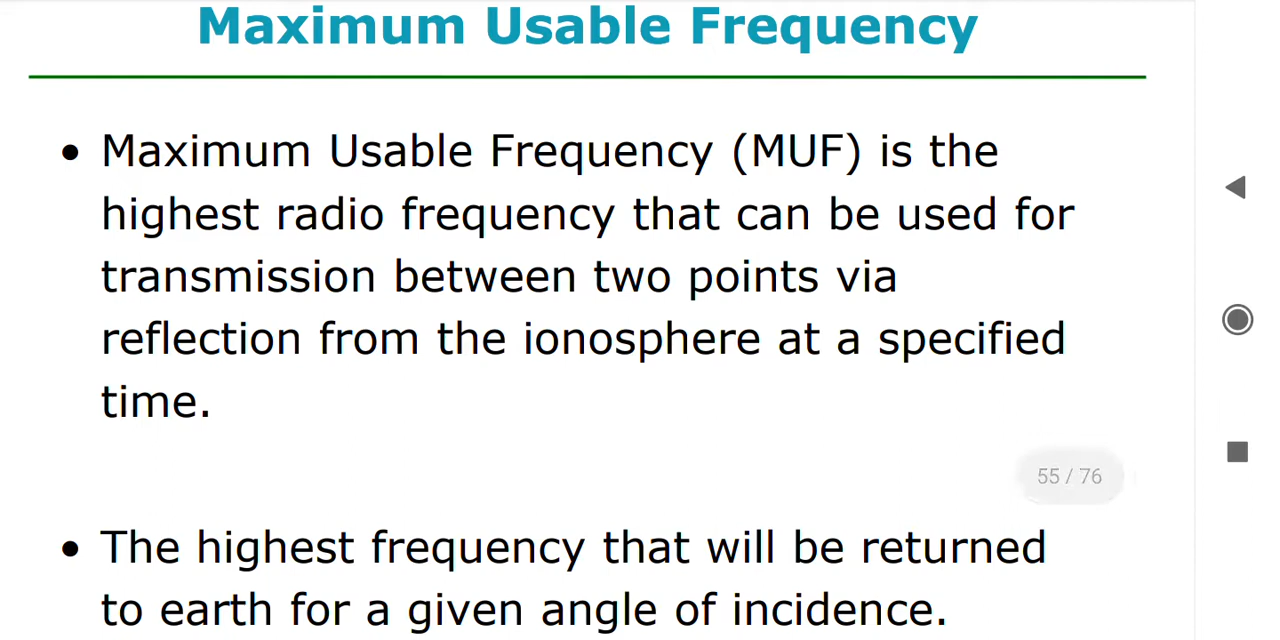 Maximum Usable Frequency
• Maximum Usable Frequency (MUF) is the
highest radio frequency that can be used for
transmission between two points via
reflection from the ionosphere at a specified
time.
55 / 76
• The highest frequency that will be returned
to earth for a given angle of incidence.